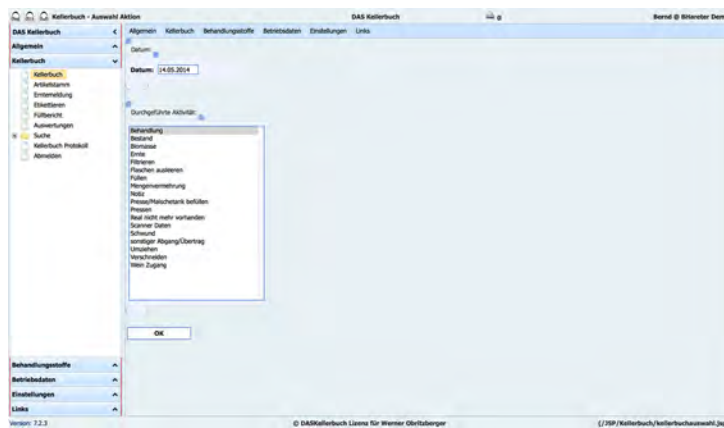 Kellerbuch - Auswahl Aktion
DAS Kellerbuch
0
Bernd @ Bitareter Dem
DAS Kellerbuch
Allgemein Kellerbuch Behandlungsstoffe Betriebsdaten Einstellungen Links
Allgemein
Kellerbuch
Kellerbuch
Artikelstamm
Erntemeldung
Etikettieren
Füllbericht
Auswertungen
Suche
Kellerbuch Protokoll
Abmelden
Datum:
Datum: 14.05.2014
Durchgeführte Aktivität:
Behandlung
Bestand
Biomasse
Ernte
Filtrieren
Flaschen ausleeren
Füllen
Mengenvermehrung
Notiz
Presse/Maischetank befüllen
Pressen
Real nicht mehr vorhanden
Scanner Daten
Schwund
sonstiger Abgang/Übertrag
Umziehen
Verschneiden
Wein Zugang
OK
Behandlungsstoffe
Betriebsdaten
Einstellungen
Links
Version: 7.2.3
© DASKellerbuch Lizenz für Werner Obritzberger
(/JSP/Kellerbuch/kellerbuchauswahl.js